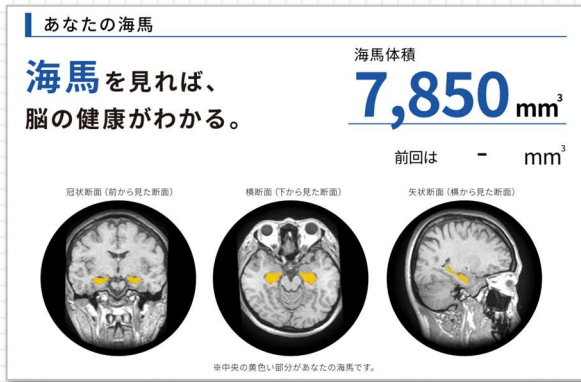 あなたの海馬
海馬を見れば、
脳の健康がわかる。
海馬体積
7,850 mm³
前回は - mm³
冠状断面(前から見た断面)
横断面(下から見た断面)
矢状断面(横から見た断面)
※中央の黄色い部分があなたの海馬です。